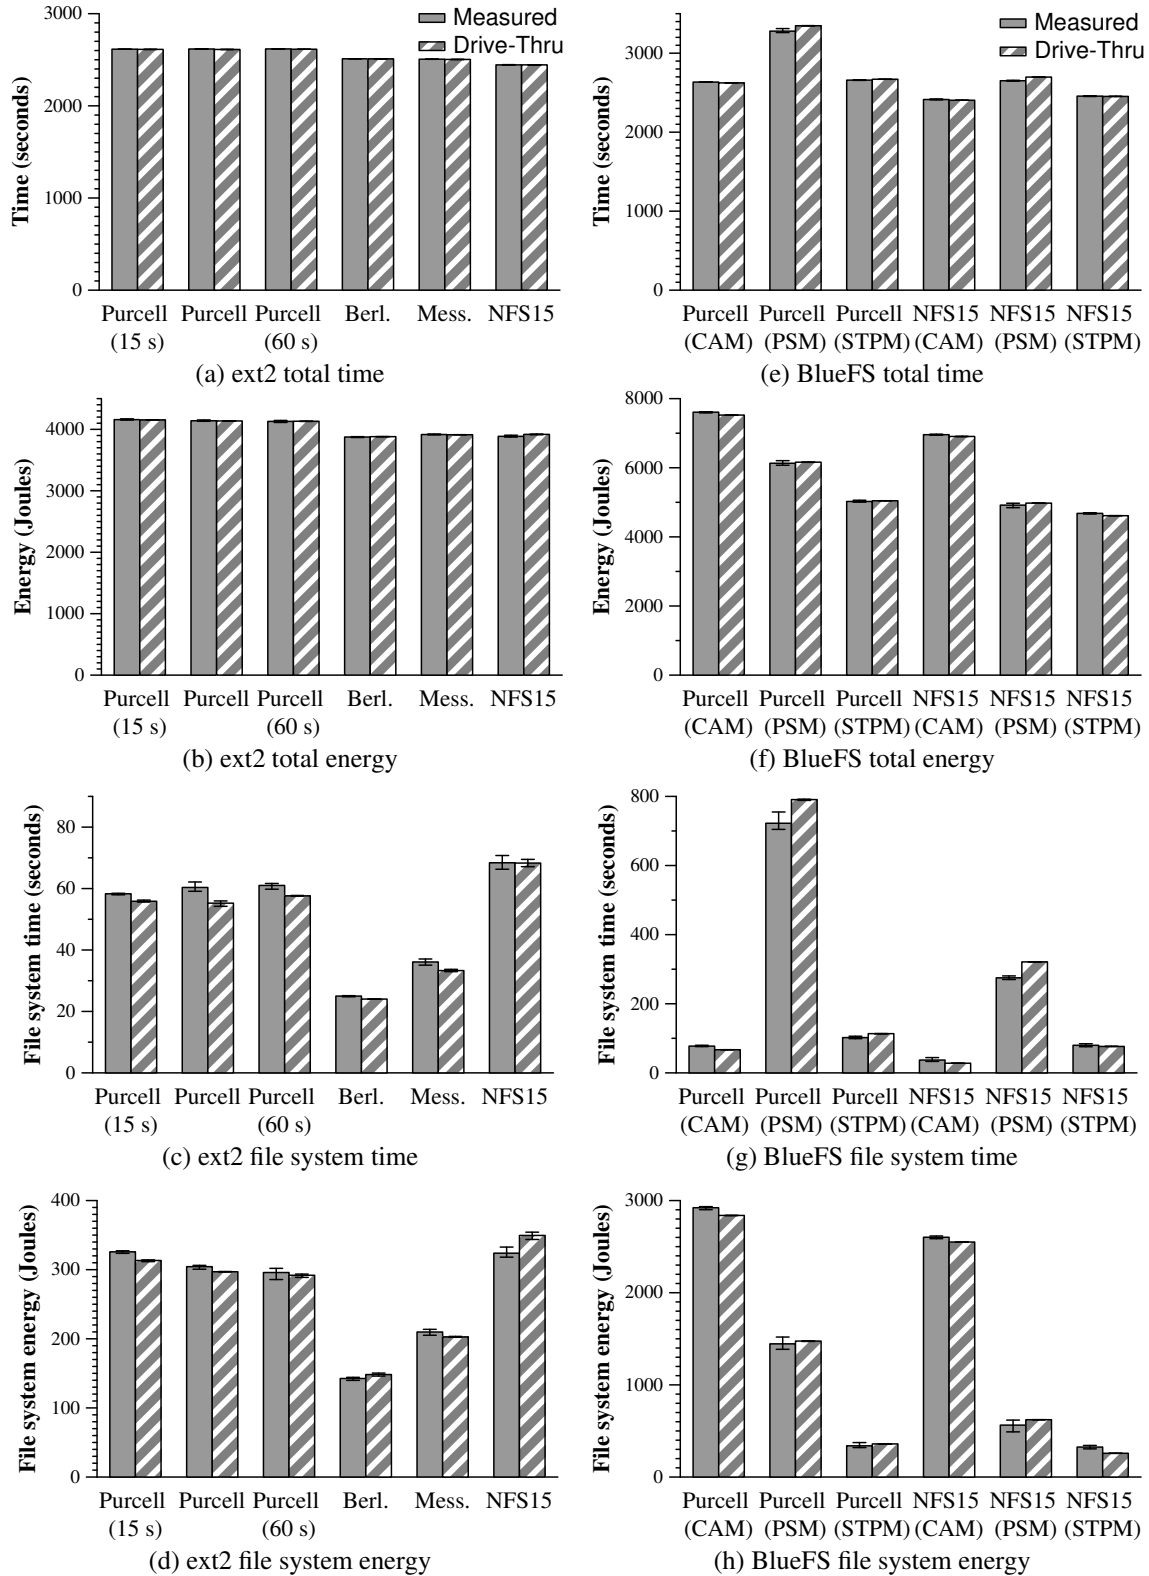 3000
2000
1000
0
Time (seconds)
Measured
Drive-Thru
Purcell Purcell Purcell Berl. Mess. NFS15
(15 s) (60 s)
(a) ext2 total time
3000
2000
1000
0
Time (seconds)
Measured
Drive-Thru
Purcell Purcell Purcell NFS15 NFS15 NFS15
(CAM) (PSM) (STPM) (CAM) (PSM) (STPM)
(e) BlueFS total time
4000
3000
2000
1000
0
Energy (Joules)
Purcell Purcell Purcell Berl. Mess. NFS15
(15 s) (60 s)
(b) ext2 total energy
8000
6000
4000
2000
0
Energy (Joules)
Purcell Purcell Purcell NFS15 NFS15 NFS15
(CAM) (PSM) (STPM) (CAM) (PSM) (STPM)
(f) BlueFS total energy
80
60
40
20
0
File system time (seconds)
Purcell Purcell Purcell Berl. Mess. NFS15
(15 s) (60 s)
(c) ext2 file system time
800
600
400
200
0
File system time (seconds)
Purcell Purcell Purcell NFS15 NFS15 NFS15
(CAM) (PSM) (STPM) (CAM) (PSM) (STPM)
(g) BlueFS file system time
400
300
200
100
0
File system energy (Joules)
Purcell Purcell Purcell Berl. Mess. NFS15
(15 s) (60 s)
(d) ext2 file system energy
3000
2000
1000
0
File system energy (Joules)
Purcell Purcell Purcell NFS15 NFS15 NFS15
(CAM) (PSM) (STPM) (CAM) (PSM) (STPM)
(h) BlueFS file system energy